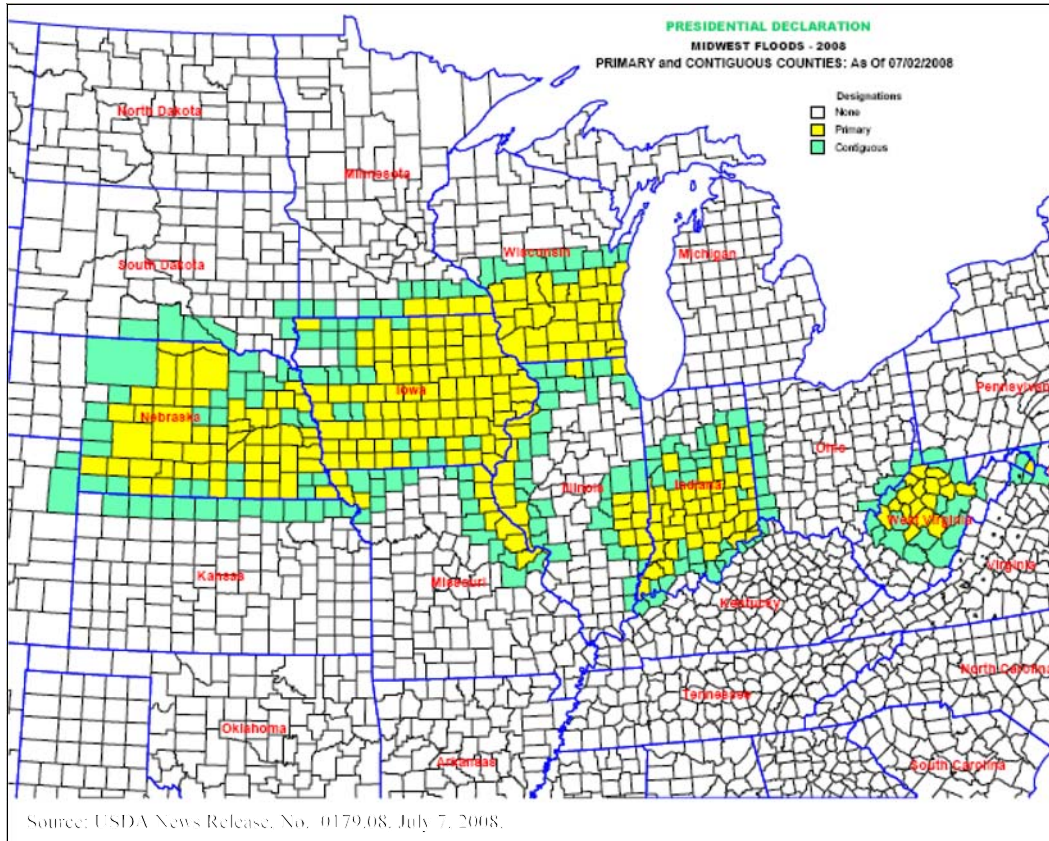 PRESIDENTIAL DECLARATION
MIDWEST FLOODS - 2008
PRIMARY and CONTIGUOUS COUNTIES: As Of 07/02/2008
Designations
None
Primary
Contiguous
North Dakota
Minnesota
South Dakota
Wisconsin
Michigan
Nebraska
Iowa
Pennsylvania
Ohio
Illinois
Indiana
West Virginia
Virginia
Kansas
Missouri
Kentucky
North Carolina
Tennessee
Oklahoma
Arkansas
South Carolina
Source: USDA News Release, No. 0179.08, July 7, 2008.